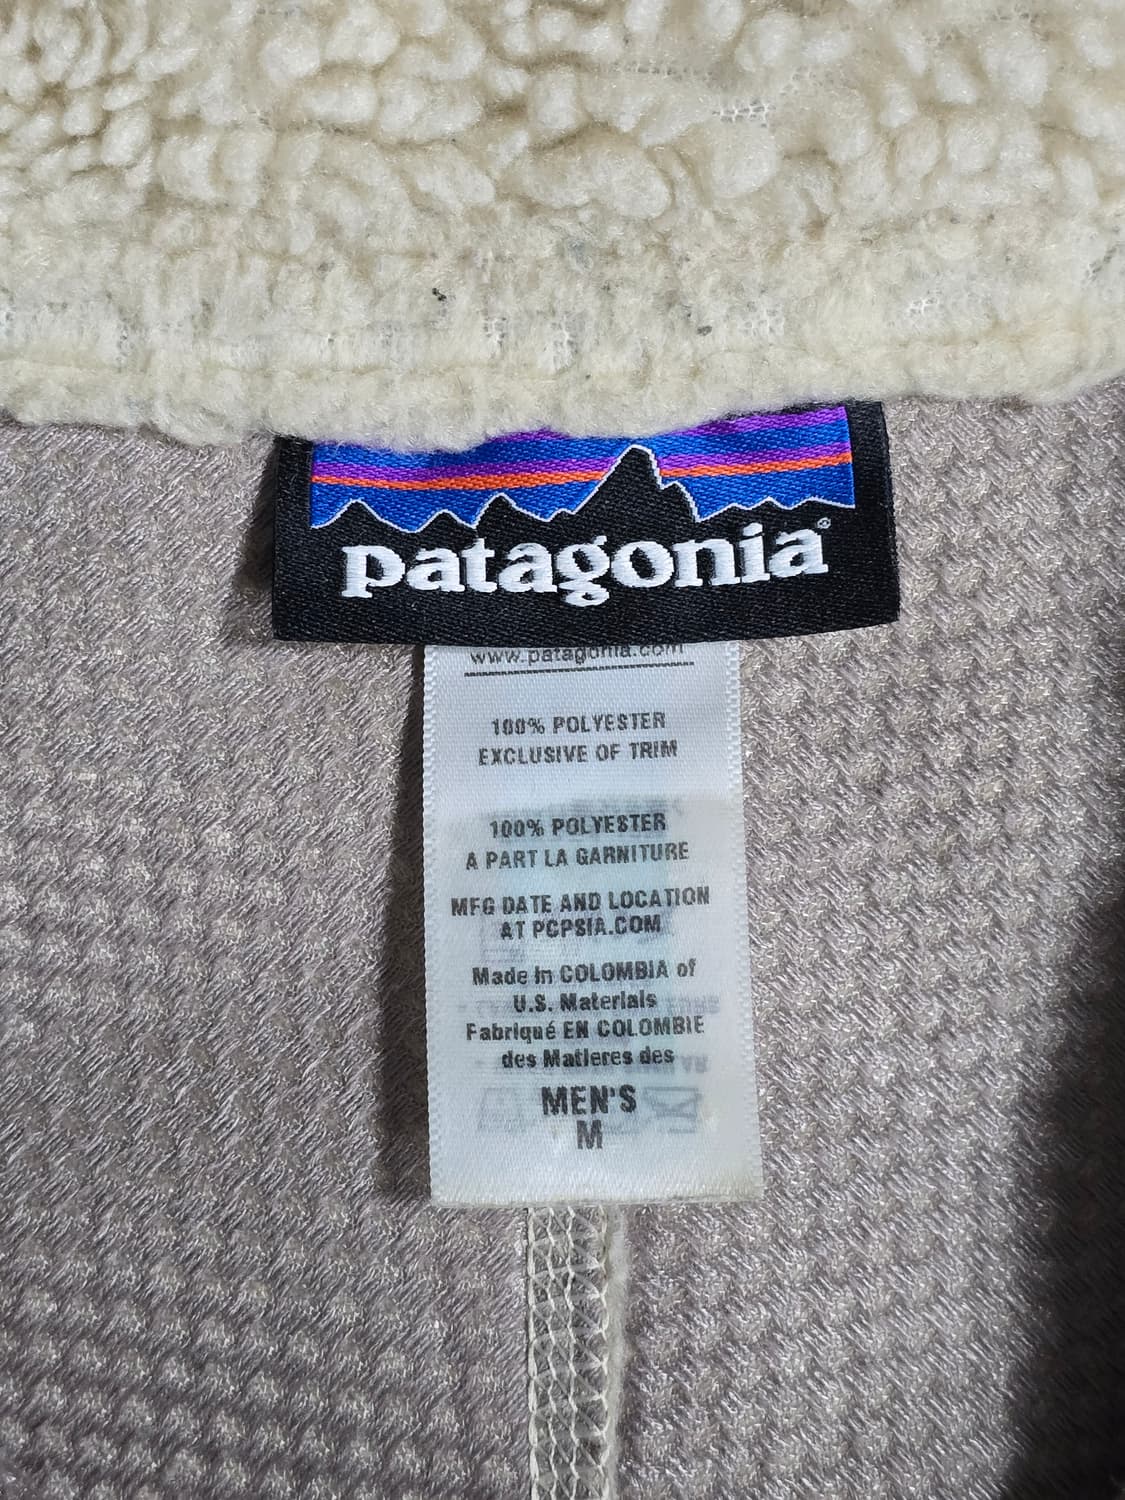 patagonia®
www.patagonia.com
100% POLYESTER
EXCLUSIVE OF TRIM
100% POLYESTER
A PART LA GARNITURE
MFG DATE AND LOCATION
AT PCPSIA.COM
Made in COLOMBIA of
U.S. Materials
Fabriqué EN COLOMBIE
des Matieres des
MEN'S
M